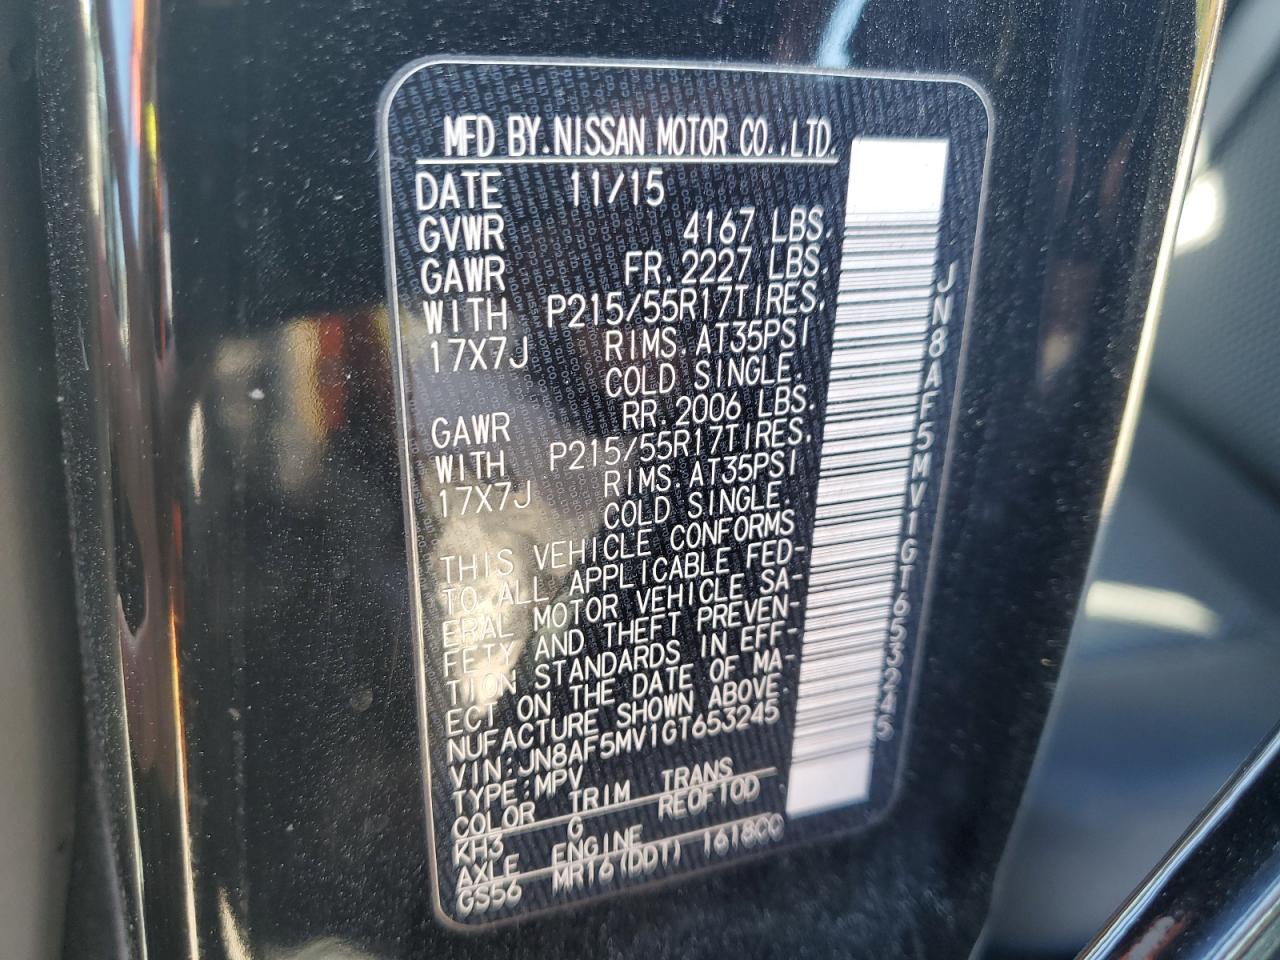 MFD BY.NISSAN MOTOR CO.,LTD.
DATE 11/15
GVWR 4167 LBS.
GAWR FR.2227 LBS.
WITH P215/55R17TIRES.
17X7J RIMS.AT35PSI
COLD SINGLE.
GAWR RR.2006 LBS.
WITH P215/55R17TIRES.
17X7J RIMS.AT35PSI
COLD SINGLE.
THIS VEHICLE CONFORMS
TO ALL APPLICABLE FED-
ERAL MOTOR VEHICLE SA-
FETY AND THEFT PREVEN-
TION STANDARDS IN EFF-
ECT ON THE DATE OF MA-
NUFACTURE SHOWN ABOVE.
VIN:JN8AF5MV1GT653245
TYPE:MPV
COLOR TRIM TRANS
KH3 G RE0F10D
AXLE ENGINE
GS56 MR16(DDT) 1618CC
JN8AF5MV1GT653245